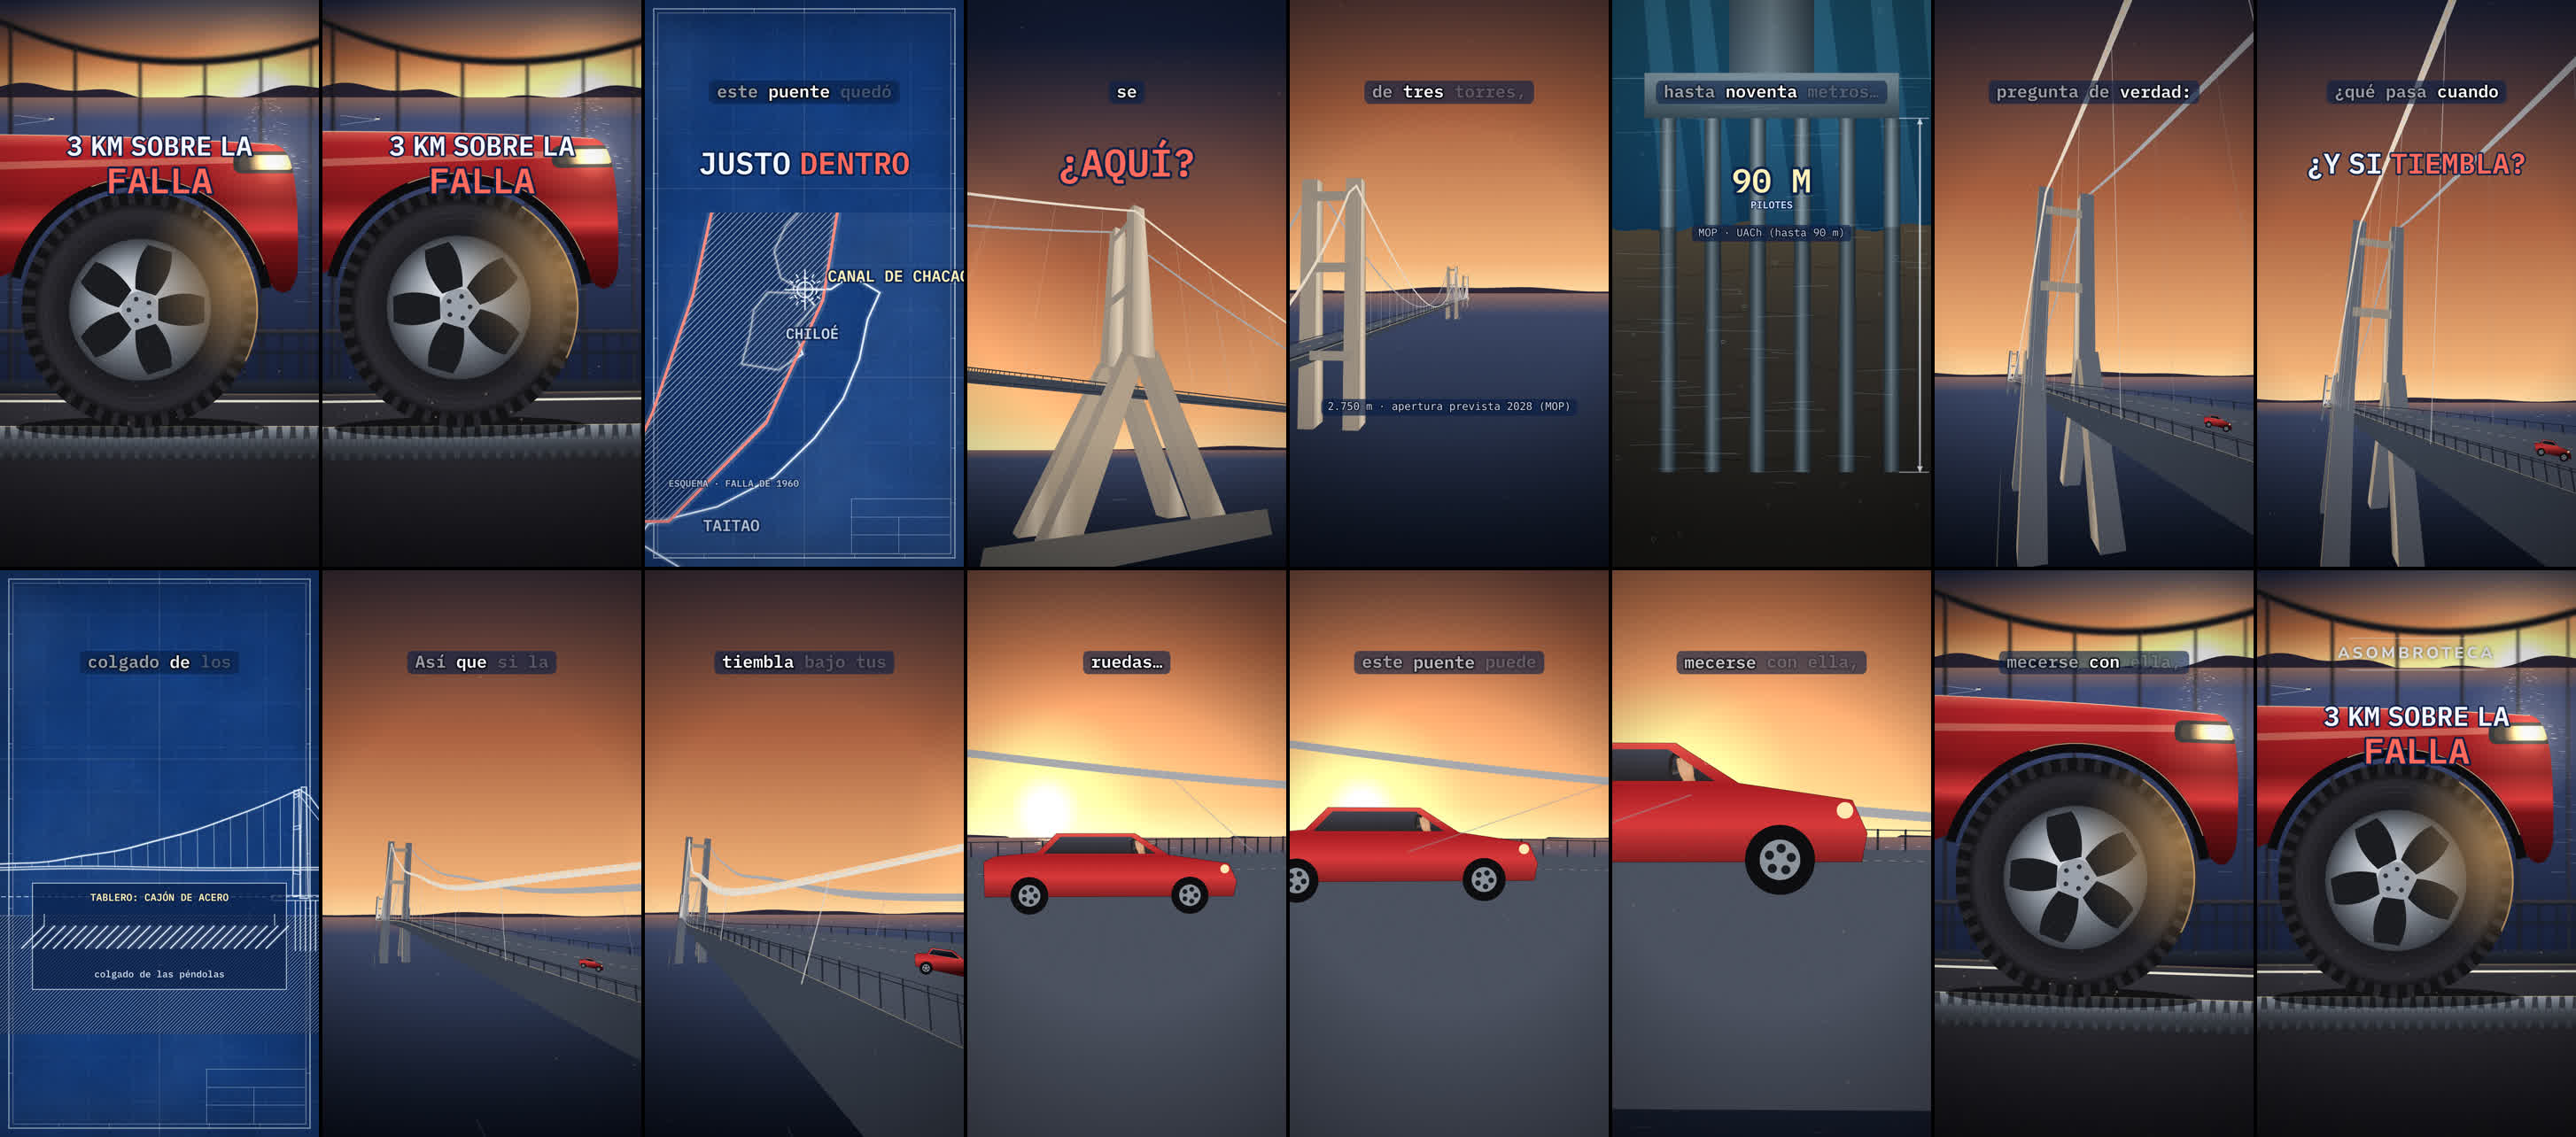 3 KM SOBRE LA
FALLA
3 KM SOBRE LA
FALLA
este puente quedó
JUSTO DENTRO
CANAL DE CHACAO
CHILOÉ
ESQUEMA · FALLA DE 1960
TAITAO
se
¿AQUÍ?
de tres torres,
2.750 m · apertura prevista 2028 (MOP)
hasta noventa metros…
90 M
PILOTES
MOP · UACh (hasta 90 m)
pregunta de verdad:
¿qué pasa cuando
¿Y SI TIEMBLA?
colgado de los
TABLERO: CAJÓN DE ACERO
colgado de las péndolas
Así que si la
tiembla bajo tus
ruedas…
este puente puede
mecerse con ella,
mecerse con ella,
ASOMBROTECA
3 KM SOBRE LA
FALLA